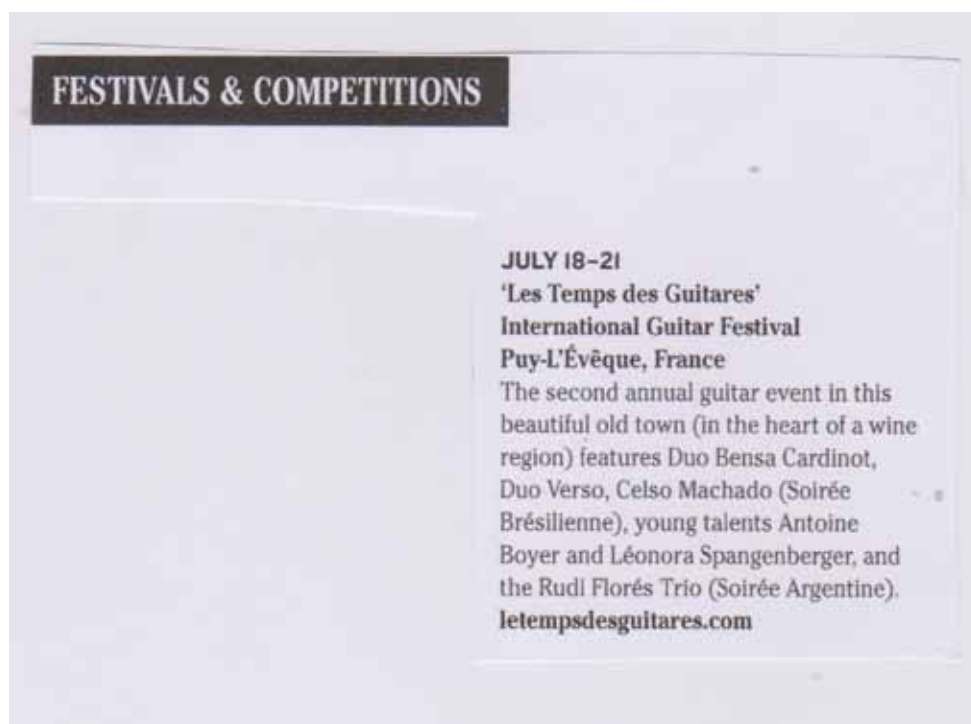 FESTIVALS & COMPETITIONS
JULY 18–21
‘Les Temps des Guitares’
International Guitar Festival
Puy-L’Évêque, France
The second annual guitar event in this
beautiful old town (in the heart of a wine
region) features Duo Bensa Cardinot,
Duo Verso, Celso Machado (Soirée
Brésilienne), young talents Antoine
Boyer and Léonora Spangenberger, and
the Rudi Florés Trio (Soirée Argentine).
letempsdesguitares.com